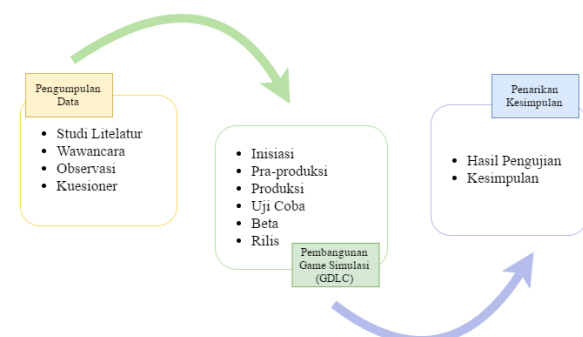 Pengumpulan
Data
Studi Litelatur
Wawancara
Observasi
Kuesioner
Inisiasi
Pra-produksi
Produksi
Uji Coba
Beta
Rilis
Pembangunan
Game Simulasi
(GDLC)
Penarikan
Kesimpulan
Hasil Pengujian
Kesimpulan